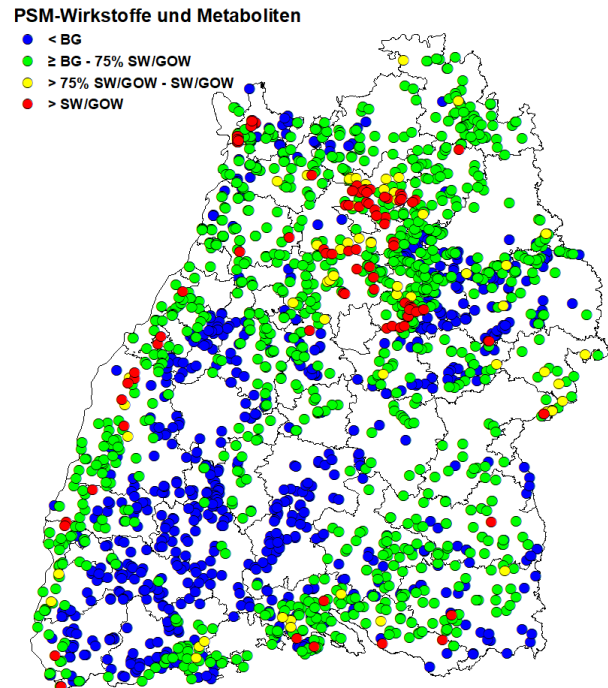 PSM-Wirkstoffe und Metaboliten
< BG
≥ BG - 75% SW/GOW
> 75% SW/GOW - SW/GOW
> SW/GOW